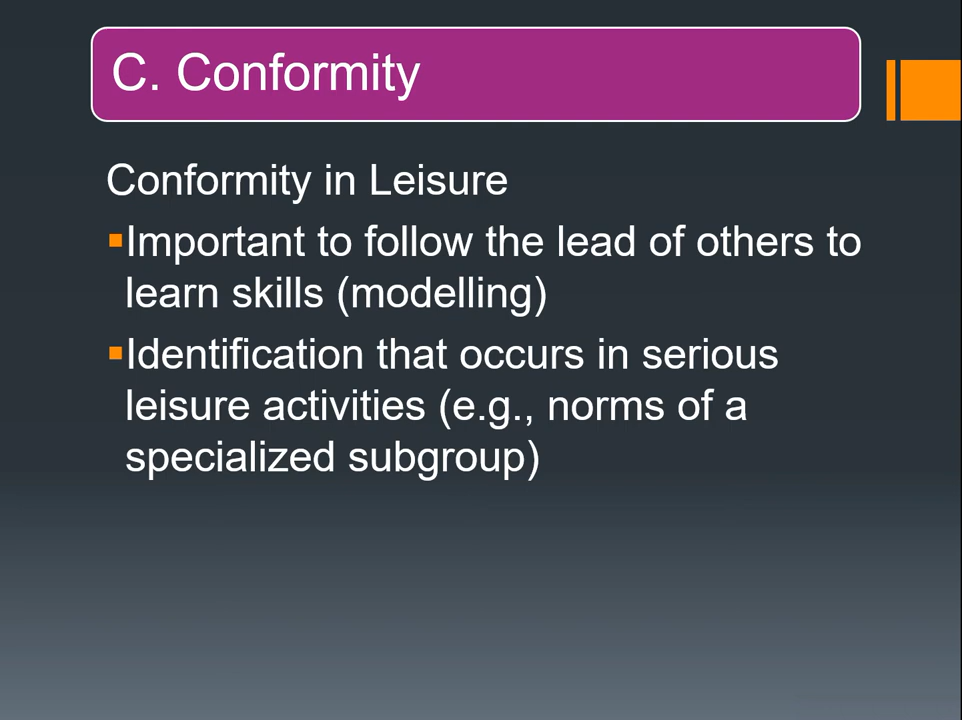 C. Conformity
Conformity in Leisure
▪Important to follow the lead of others to
learn skills (modelling)
▪Identification that occurs in serious
leisure activities (e.g., norms of a
specialized subgroup)